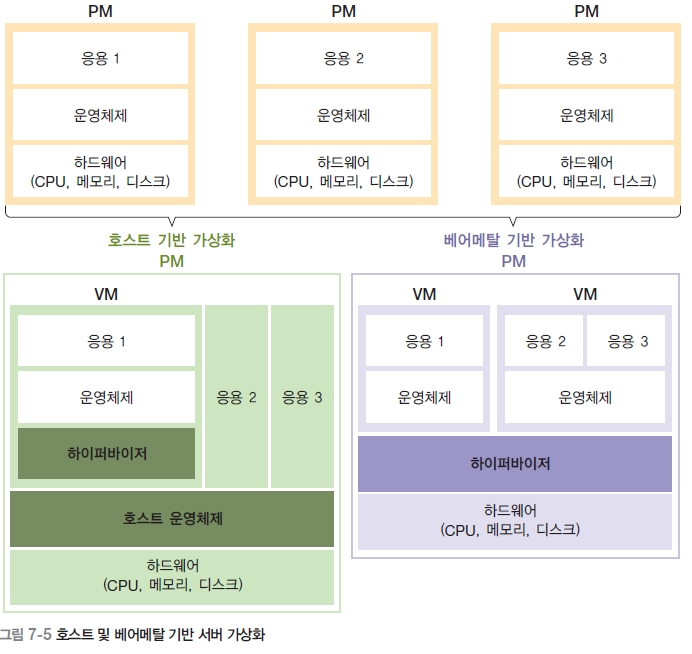 PM
PM
PM
응용 1
응용 2
응용 3
운영체제
운영체제
운영체제
하드웨어
(CPU, 메모리, 디스크)
하드웨어
(CPU, 메모리, 디스크)
하드웨어
(CPU, 메모리, 디스크)
호스트 기반 가상화
PM
VM
응용 1
운영체제
하이퍼바이저
응용 2
응용 3
호스트 운영체제
하드웨어
(CPU, 메모리, 디스크)
베어메탈 기반 가상화
PM
VM
응용 1
운영체제
VM
응용 2
응용 3
운영체제
하이퍼바이저
하드웨어
(CPU, 메모리, 디스크)
그림 7-5 호스트 및 베어메탈 기반 서버 가상화